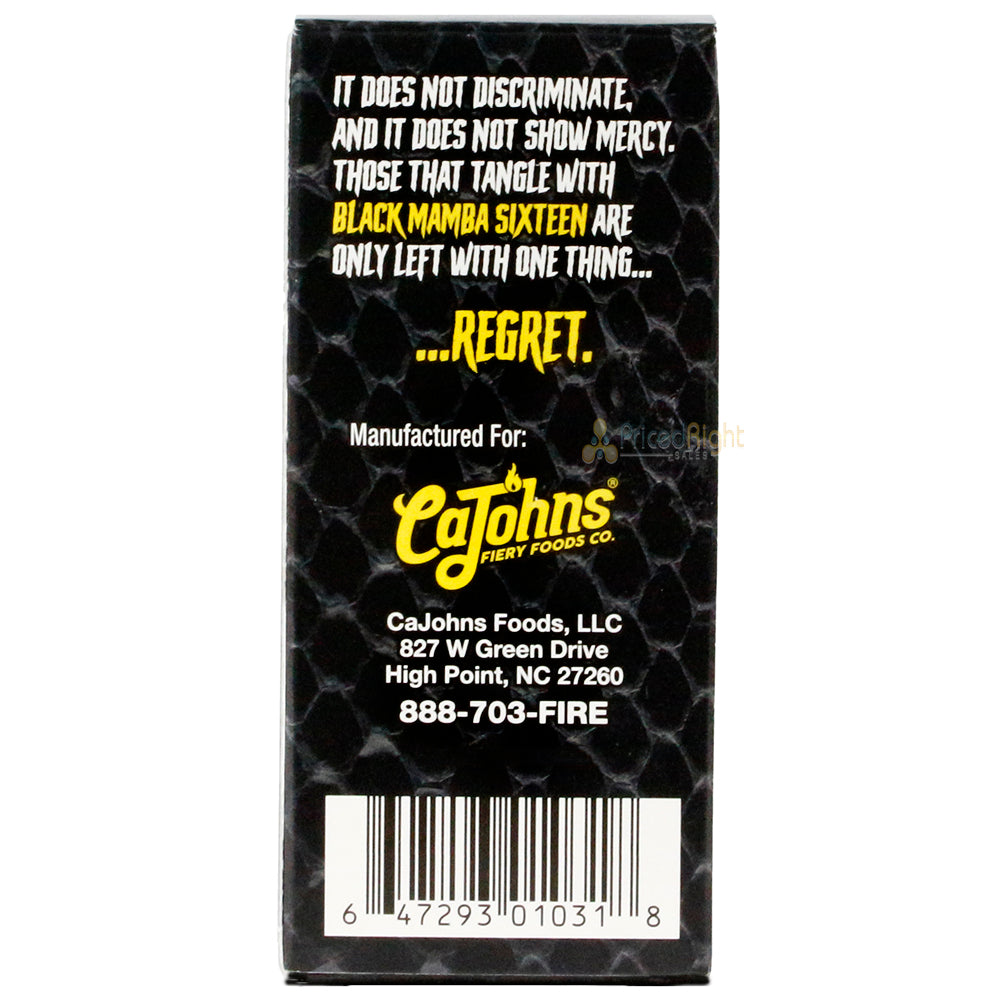 IT DOES NOT DISCRIMINATE,
AND IT DOES NOT SHOW MERCY.
THOSE THAT TANGLE WITH
BLACK MAMBA SIXTEEN ARE
ONLY LEFT WITH ONE THING...
...REGRET.
Manufactured For:
PricedRight
SALES
CaJohns®
FIERY FOODS CO.
CaJohns Foods, LLC
827 W Green Drive
High Point, NC 27260
888-703-FIRE
6 47293 01031 8